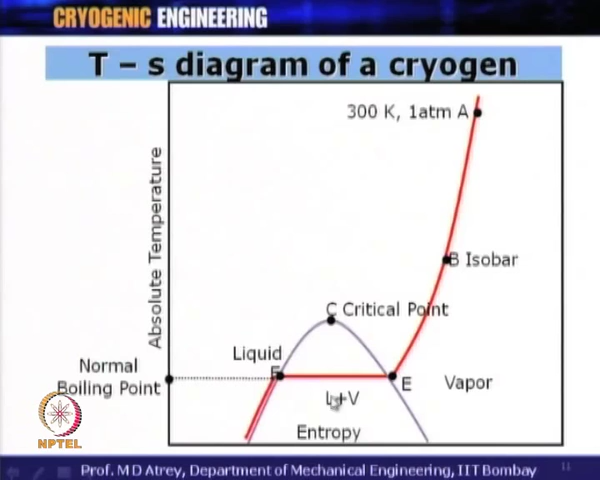 CRYOGENIC ENGINEERING
T – s diagram of a cryogen
300 K, 1atm A
Absolute Temperature
B Isobar
C Critical Point
Liquid
F
E
Vapor
Normal
Boiling Point
L+V
Entropy
NPTEL
Prof. M D Atrey, Department of Mechanical Engineering, IIT Bombay
11